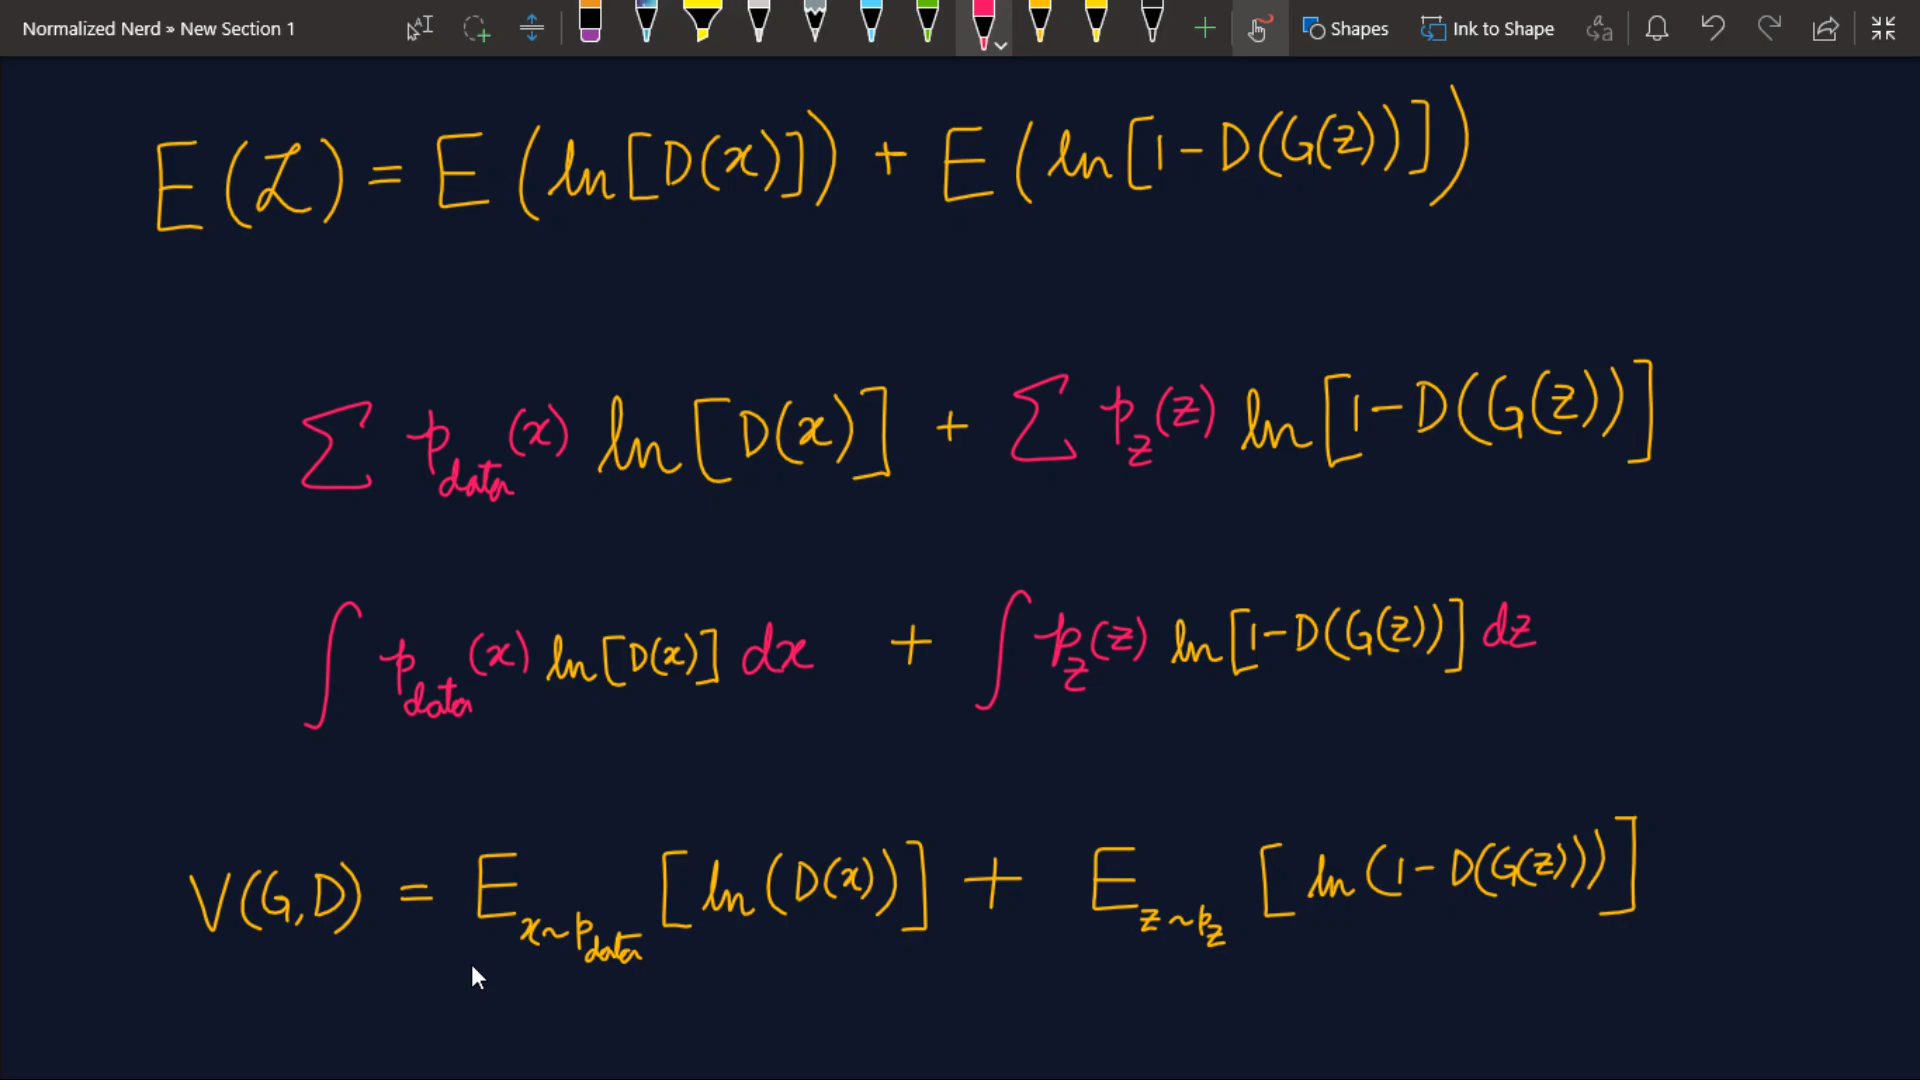 Normalized Nerd » New Section 1 Shapes Ink to Shape
E(ℒ) = E(ln[D(x)]) + E(ln[1-D(G(z))])
∑ p_data(x) ln[D(x)] + ∑ p_z(z) ln[1-D(G(z))]
∫ p_data(x) ln[D(x)] dx + ∫ p_z(z) ln[1-D(G(z))] dz
V(G,D) = E_x~p_data [ln(D(x))] + E_z~p_z [ln(1-D(G(z)))]